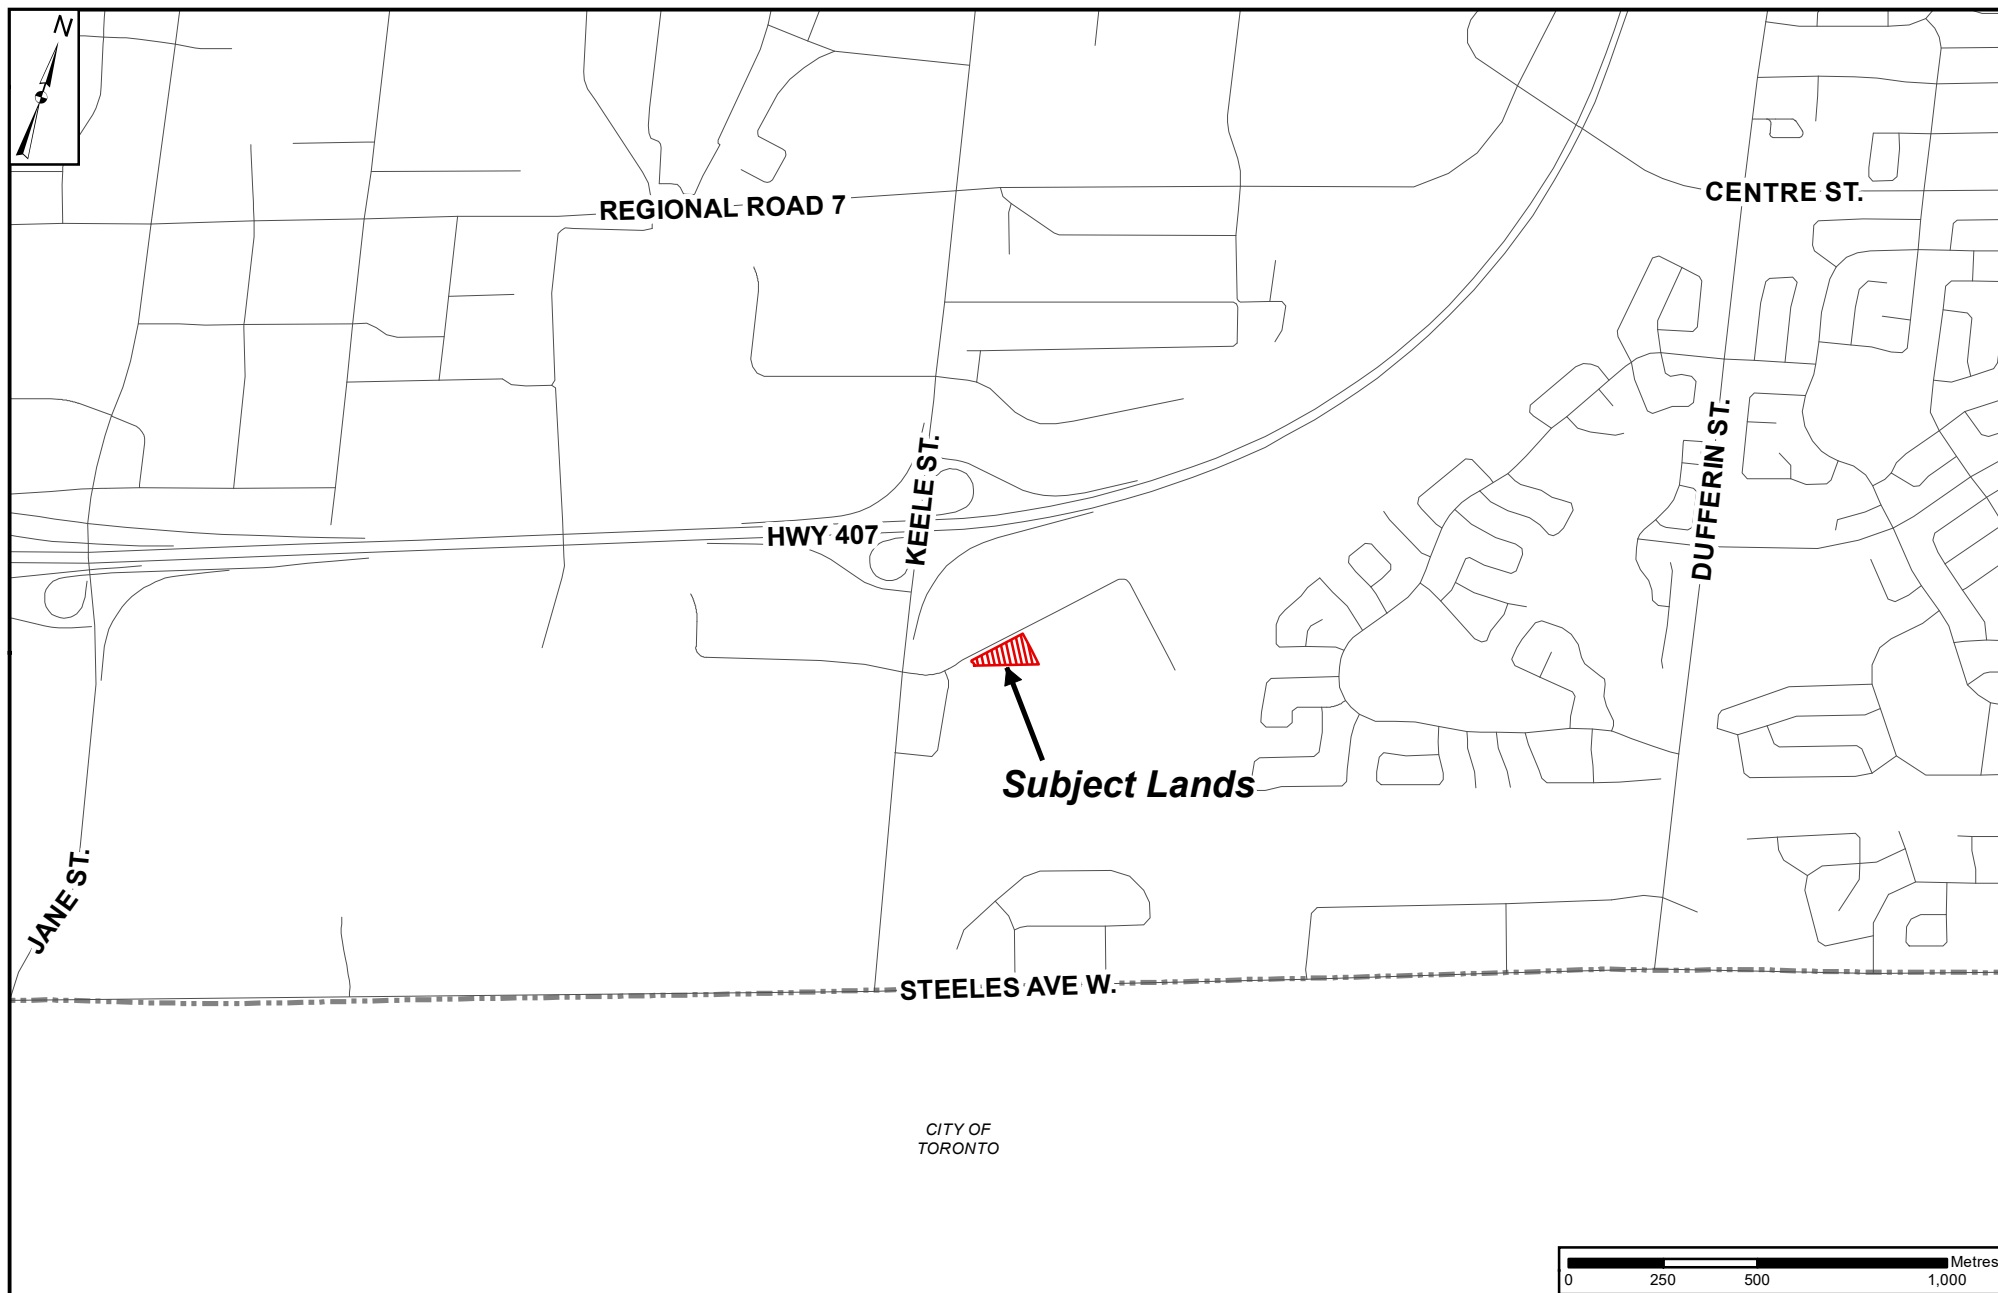 N
REGIONAL ROAD 7
CENTRE ST.
DUFFERIN ST.
KEELE ST.
HWY 407
Subject Lands
JANE ST.
STEELES AVE W.
CITY OF
TORONTO
Metres
0 250 500 1,000